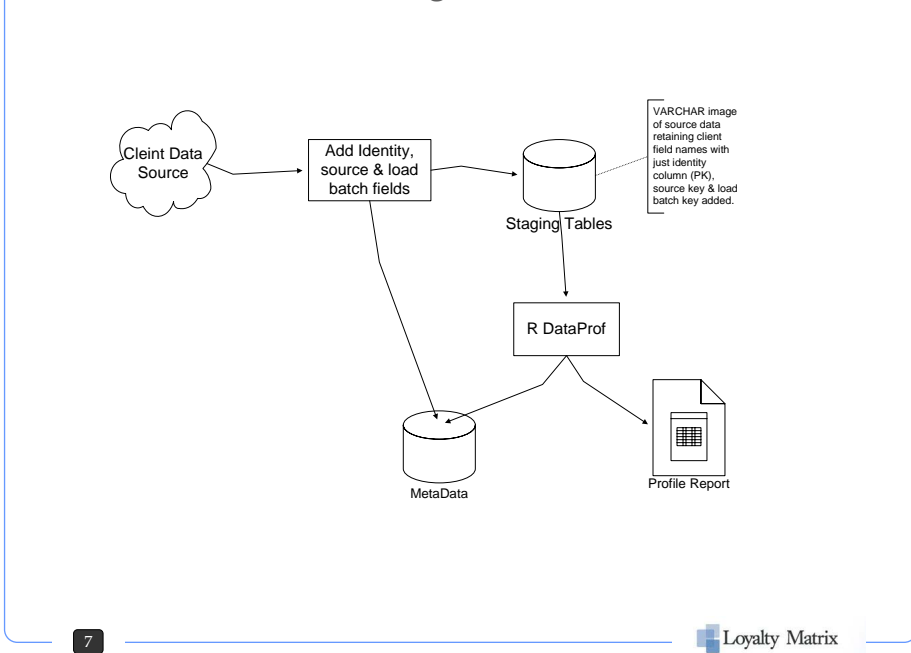 Cleint Data
Source
Add Identity,
source & load
batch fields
Staging Tables
VARCHAR image
of source data
retaining client
field names with
just identity
column (PK),
source key & load
batch key added.
R DataProf
MetaData
Profile Report
7
Loyalty Matrix